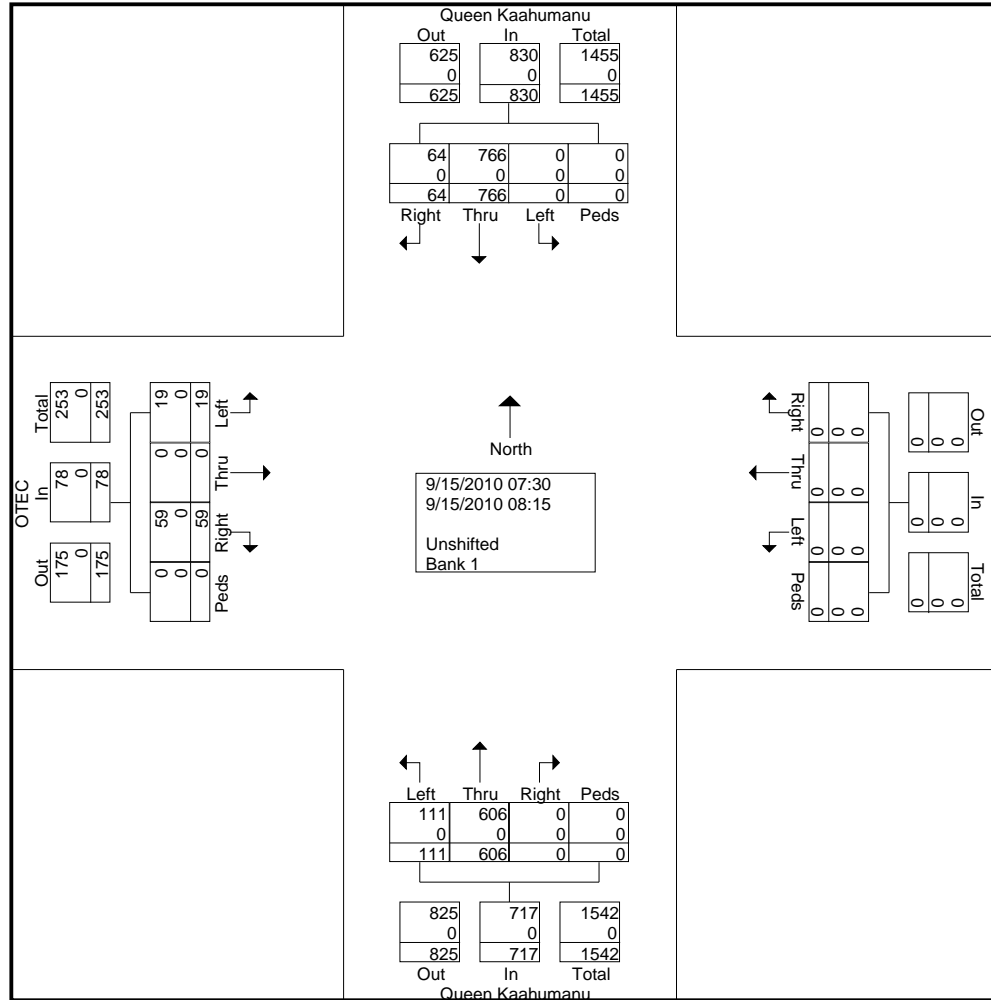 Queen Kaahumanu
Out In Total
625 830 1455
0 0 0
625 830 1455
64 766 0 0
0 0 0 0
64 766 0 0
Right Thru Left Peds
OTEC
Total
253 0 253
In
78 0 78
Out
175 0 175
19 0 19
Left
0 0 0
Thru
59 0 59
Right
0 0 0
Peds
North
9/15/2010 07:30
9/15/2010 08:15
Unshifted
Bank 1
Right
0 0 0
Thru
0 0 0
Left
0 0 0
Peds
0 0 0
Out
0 0 0
In
0 0 0
Total
0 0 0
Left Thru Right Peds
111 606 0 0
0 0 0 0
111 606 0 0
825 717 1542
0 0 0
825 717 1542
Out In Total
Queen Kaahumanu